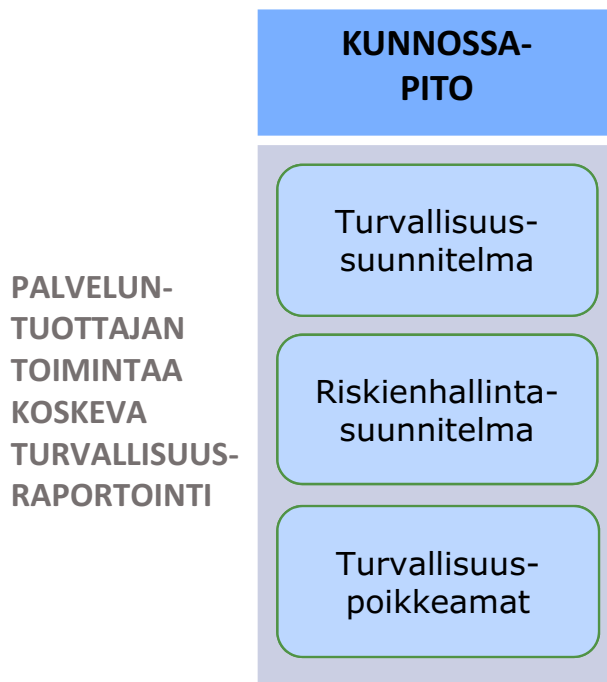 KUNNOSSA-
PITO
PALVELUN-
TUOTTAJAN
TOIMINTAA
KOSKEVA
TURVALLISUUS-
RAPORTOINTI
Turvallisuus-
suunnitelma
Riskienhallinta-
suunnitelma
Turvallisuus-
poikkeamat